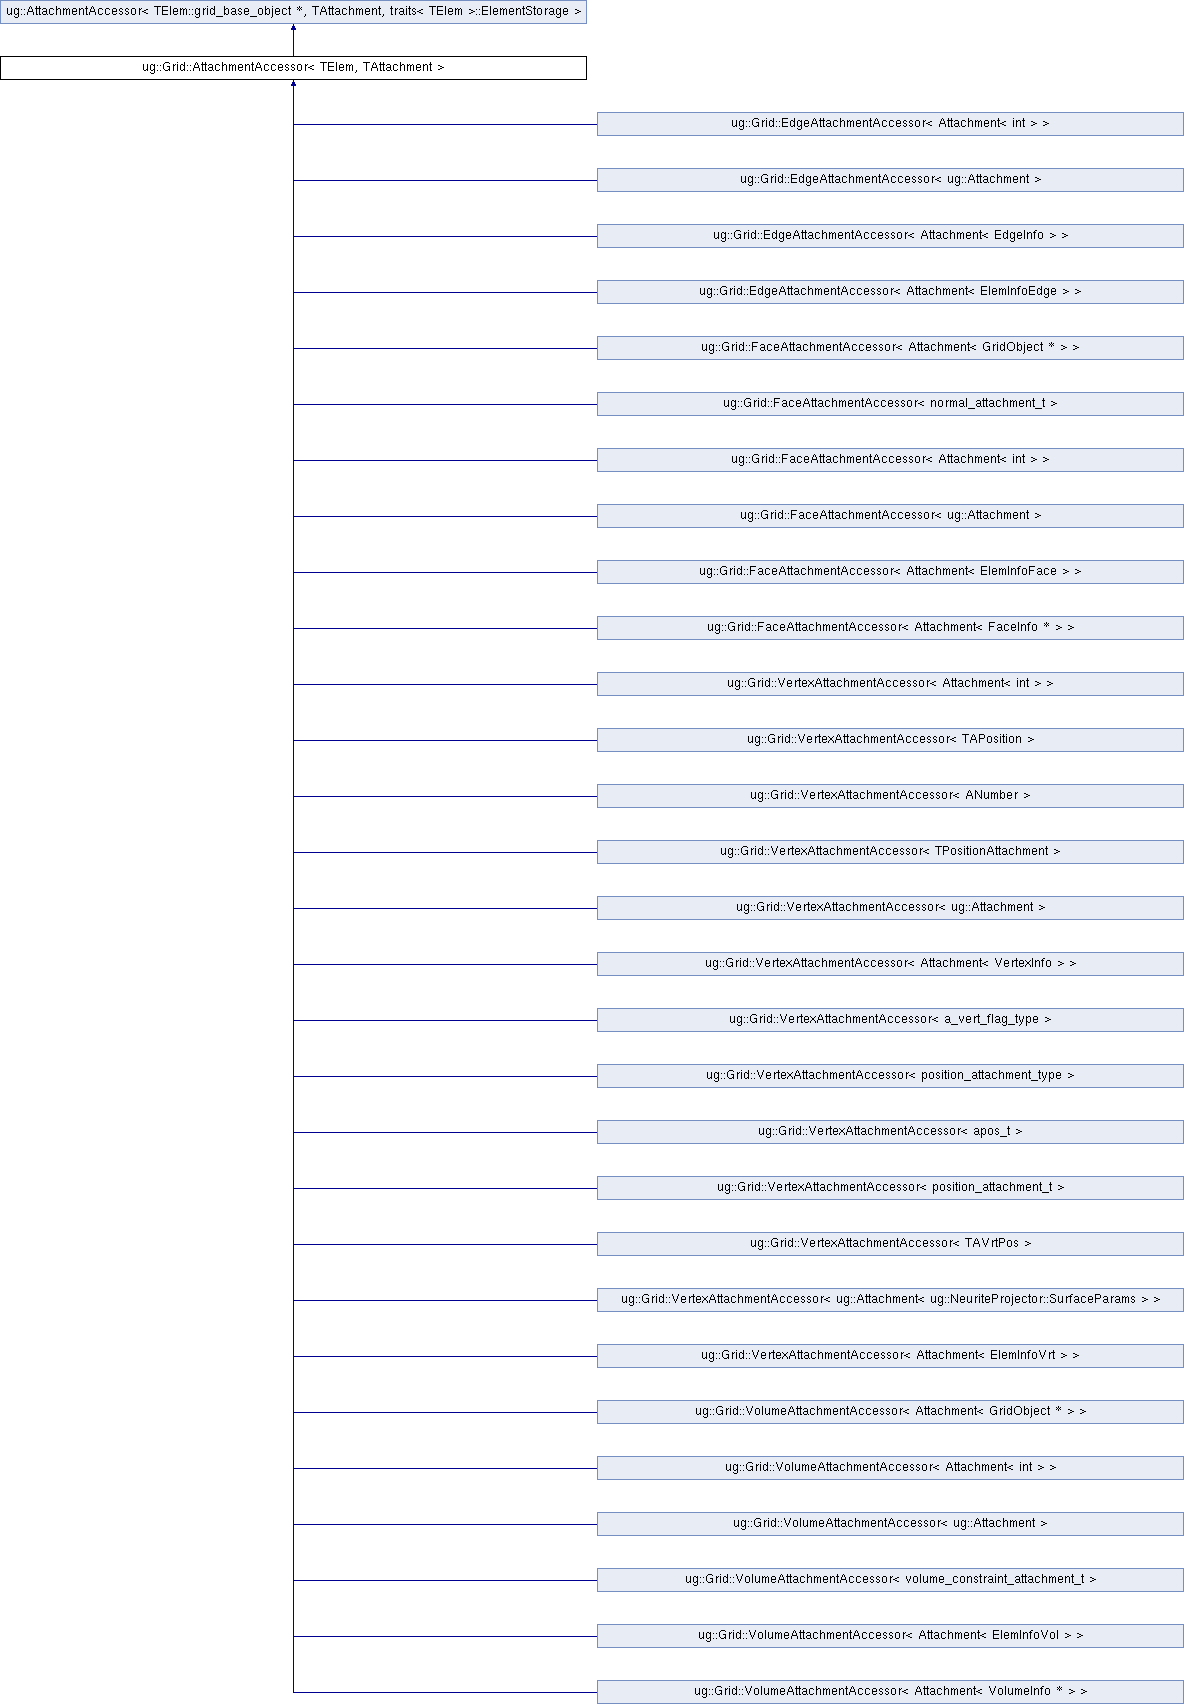 ug::AttachmentAccessor< TElem::grid_base_object *, TAttachment, traits< TElem >::ElementStorage >
ug::Grid::AttachmentAccessor< TElem, TAttachment >
ug::Grid::EdgeAttachmentAccessor< Attachment< int > >
ug::Grid::EdgeAttachmentAccessor< ug::Attachment >
ug::Grid::EdgeAttachmentAccessor< Attachment< EdgeInfo > >
ug::Grid::EdgeAttachmentAccessor< Attachment< ElemInfoEdge > >
ug::Grid::FaceAttachmentAccessor< Attachment< GridObject * > >
ug::Grid::FaceAttachmentAccessor< normal_attachment_t >
ug::Grid::FaceAttachmentAccessor< Attachment< int > >
ug::Grid::FaceAttachmentAccessor< ug::Attachment >
ug::Grid::FaceAttachmentAccessor< Attachment< ElemInfoFace > >
ug::Grid::FaceAttachmentAccessor< Attachment< FaceInfo * > >
ug::Grid::VertexAttachmentAccessor< Attachment< int > >
ug::Grid::VertexAttachmentAccessor< TAPosition >
ug::Grid::VertexAttachmentAccessor< ANumber >
ug::Grid::VertexAttachmentAccessor< TPositionAttachment >
ug::Grid::VertexAttachmentAccessor< ug::Attachment >
ug::Grid::VertexAttachmentAccessor< Attachment< VertexInfo > >
ug::Grid::VertexAttachmentAccessor< a_vert_flag_type >
ug::Grid::VertexAttachmentAccessor< position_attachment_type >
ug::Grid::VertexAttachmentAccessor< apos_t >
ug::Grid::VertexAttachmentAccessor< position_attachment_t >
ug::Grid::VertexAttachmentAccessor< TAVrtPos >
ug::Grid::VertexAttachmentAccessor< ug::Attachment< ug::NeuriteProjector::SurfaceParams > >
ug::Grid::VertexAttachmentAccessor< Attachment< ElemInfoVrt > >
ug::Grid::VolumeAttachmentAccessor< Attachment< GridObject * > >
ug::Grid::VolumeAttachmentAccessor< Attachment< int > >
ug::Grid::VolumeAttachmentAccessor< ug::Attachment >
ug::Grid::VolumeAttachmentAccessor< volume_constraint_attachment_t >
ug::Grid::VolumeAttachmentAccessor< Attachment< ElemInfoVol > >
ug::Grid::VolumeAttachmentAccessor< Attachment< VolumeInfo * > >